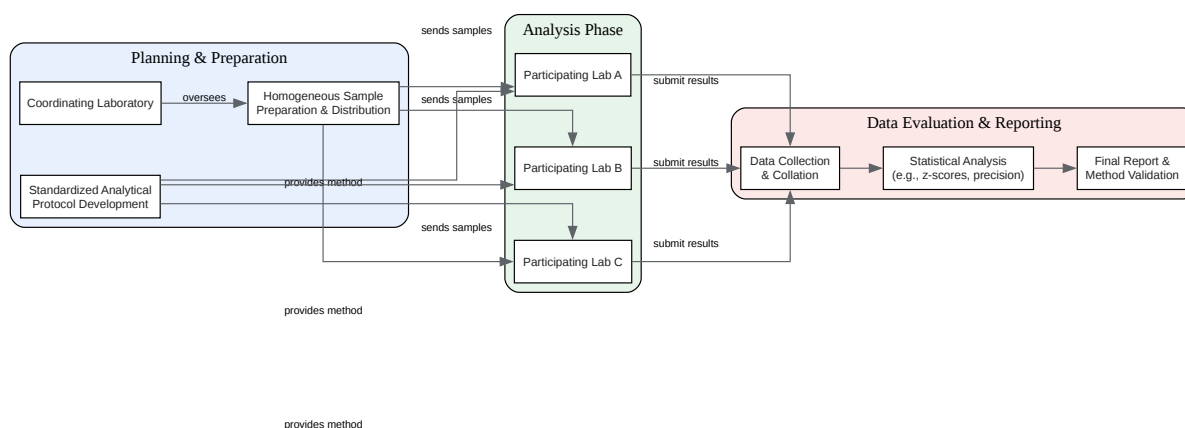 sends samples
Analysis Phase
Planning & Preparation
Participating Lab A
submit results
Coordinating Laboratory
oversees
Homogeneous Sample
Preparation & Distribution
sends samples
Data Evaluation & Reporting
Participating Lab B
submit results
Data Collection
& Collation
Statistical Analysis
(e.g., z-scores, precision)
Final Report &
Method Validation
Standardized Analytical
Protocol Development
provides method
sends samples
Participating Lab C
submit results
provides method
provides method